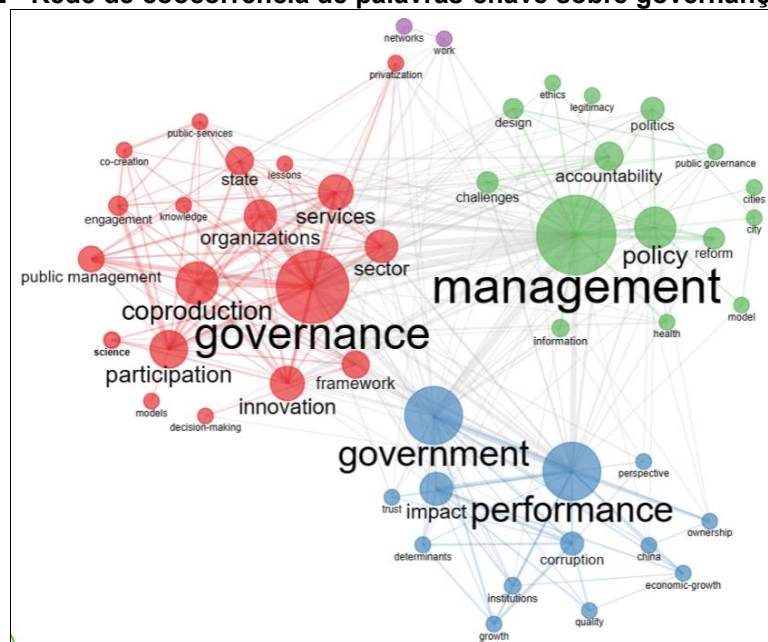 Rede de coocorrência de palavras-chave sobre governanç
networks
work
privatization
ethics
legitimacy
design
politics
public-services
co-creation
state
lessons
accountability
public governance
challenges
cities
engagement
knowledge
services
organizations
city
public management
sector
policy
reform
management
coproduction
governance
model
science
information
health
participation
framework
models
innovation
decision-making
government
perspective
trust
impact
performance
ownership
determinants
corruption
china
economic-growth
institutions
quality
growth